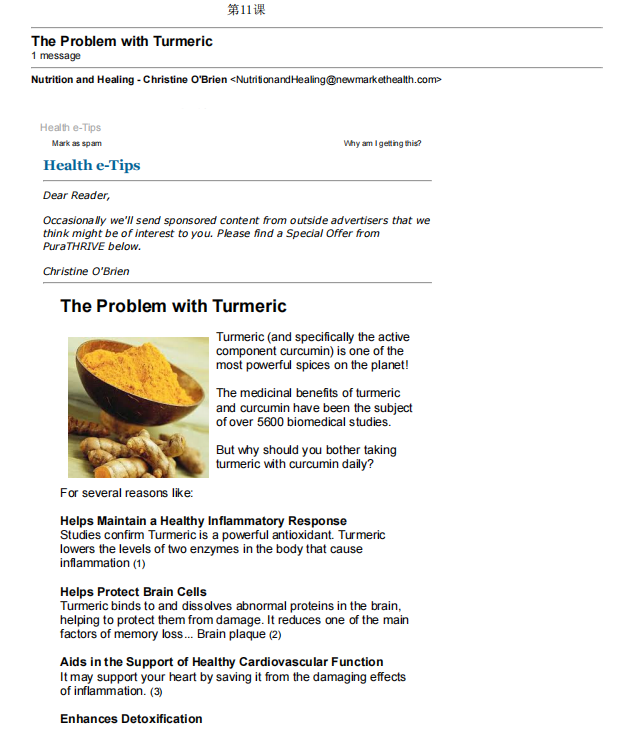 第11课
The Problem with Turmeric
1 message
Nutrition and Healing - Christine O'Brien <NutritionandHealing@newmarkethealth.com>
Health e-Tips
Mark as spam Why am I getting this?
Health e-Tips
Dear Reader,
Occasionally we'll send sponsored content from outside advertisers that we
think might be of interest to you. Please find a Special Offer from
PuraTHRIVE below.
Christine O'Brien
The Problem with Turmeric
Turmeric (and specifically the active
component curcumin) is one of the
most powerful spices on the planet!
The medicinal benefits of turmeric
and curcumin have been the subject
of over 5600 biomedical studies.
But why should you bother taking
turmeric with curcumin daily?
For several reasons like:
Helps Maintain a Healthy Inflammatory Response
Studies confirm Turmeric is a powerful antioxidant. Turmeric
lowers the levels of two enzymes in the body that cause
inflammation (1)
Helps Protect Brain Cells
Turmeric binds to and dissolves abnormal proteins in the brain,
helping to protect them from damage. It reduces one of the main
factors of memory loss... Brain plaque (2)
Aids in the Support of Healthy Cardiovascular Function
It may support your heart by saving it from the damaging effects
of inflammation. (3)
Enhances Detoxification